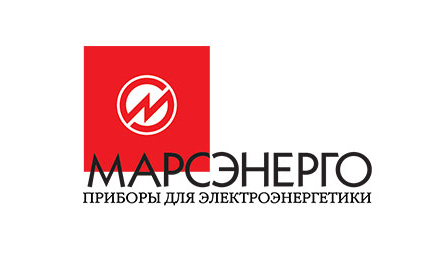 МАРСЭНЕРГО
ПРИБОРЫ ДЛЯ ЭЛЕКТРОЭНЕРГЕТИКИ